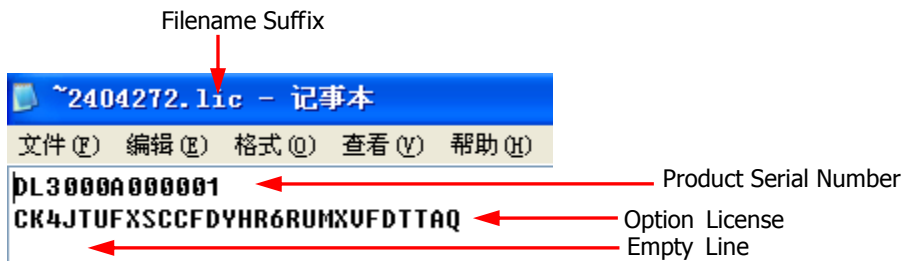 Filename Suffix
~2404272.lic - 记事本
文件(F) 编辑(E) 格式(O) 查看(V) 帮助(H)
DL3000A000001
Product Serial Number
CK4JTUFXSCCFDYHR6RUMXVFDTTAQ
Option License
Empty Line